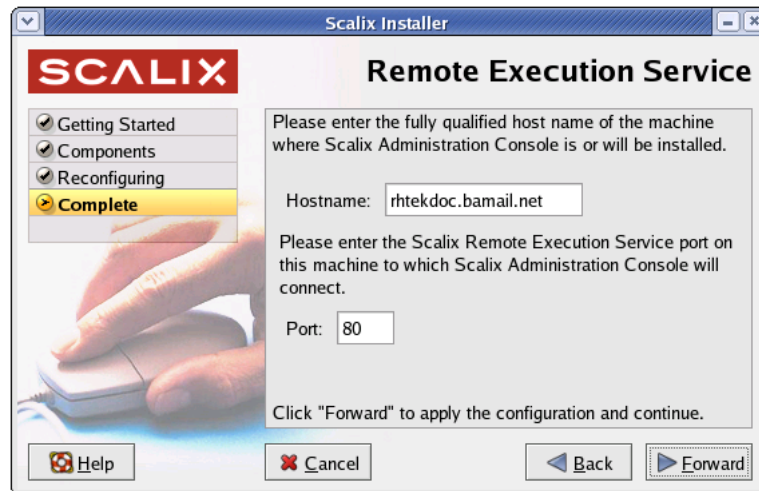 Scalix Installer
SCALIX
Remote Execution Service
Getting Started
Components
Reconfiguring
Complete
Please enter the fully qualified host name of the machine
where Scalix Administration Console is or will be installed.
Hostname: rhtekdoc.bamail.net
Please enter the Scalix Remote Execution Service port on
this machine to which Scalix Administration Console will
connect.
Port: 80
Click "Forward" to apply the configuration and continue.
Help
Cancel
Back
Forward